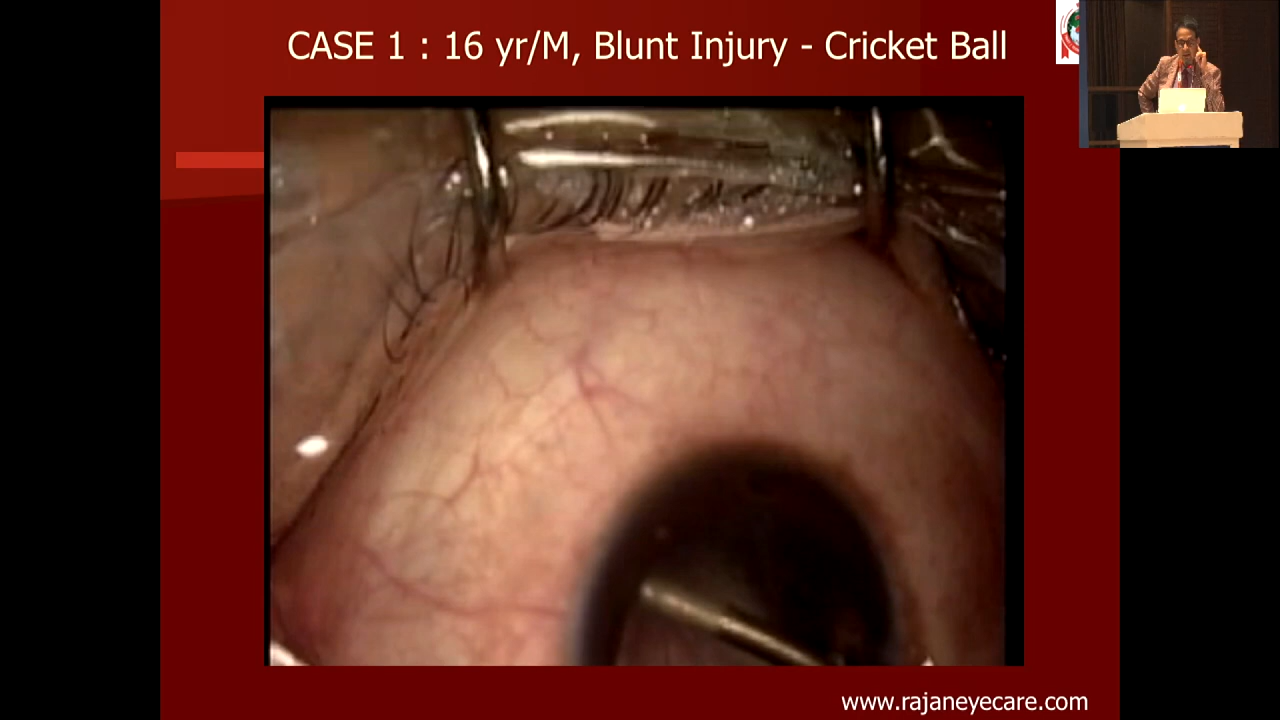 CASE 1 : 16 yr/M, Blunt Injury - Cricket Ball
www.rajaneyecare.com